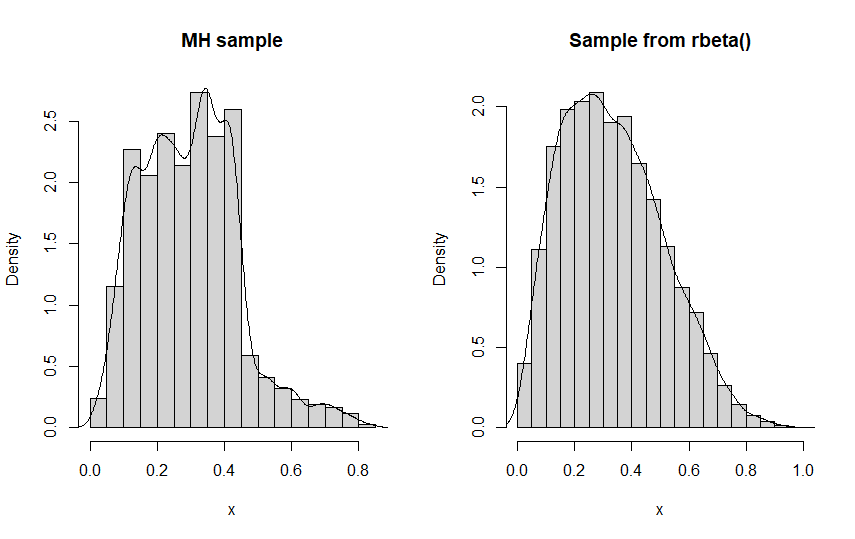 MH sample
Density
0.0 0.5 1.0 1.5 2.0 2.5
0.0 0.2 0.4 0.6 0.8
x
Sample from rbeta()
Density
0.0 0.5 1.0 1.5 2.0
0.0 0.2 0.4 0.6 0.8 1.0
x